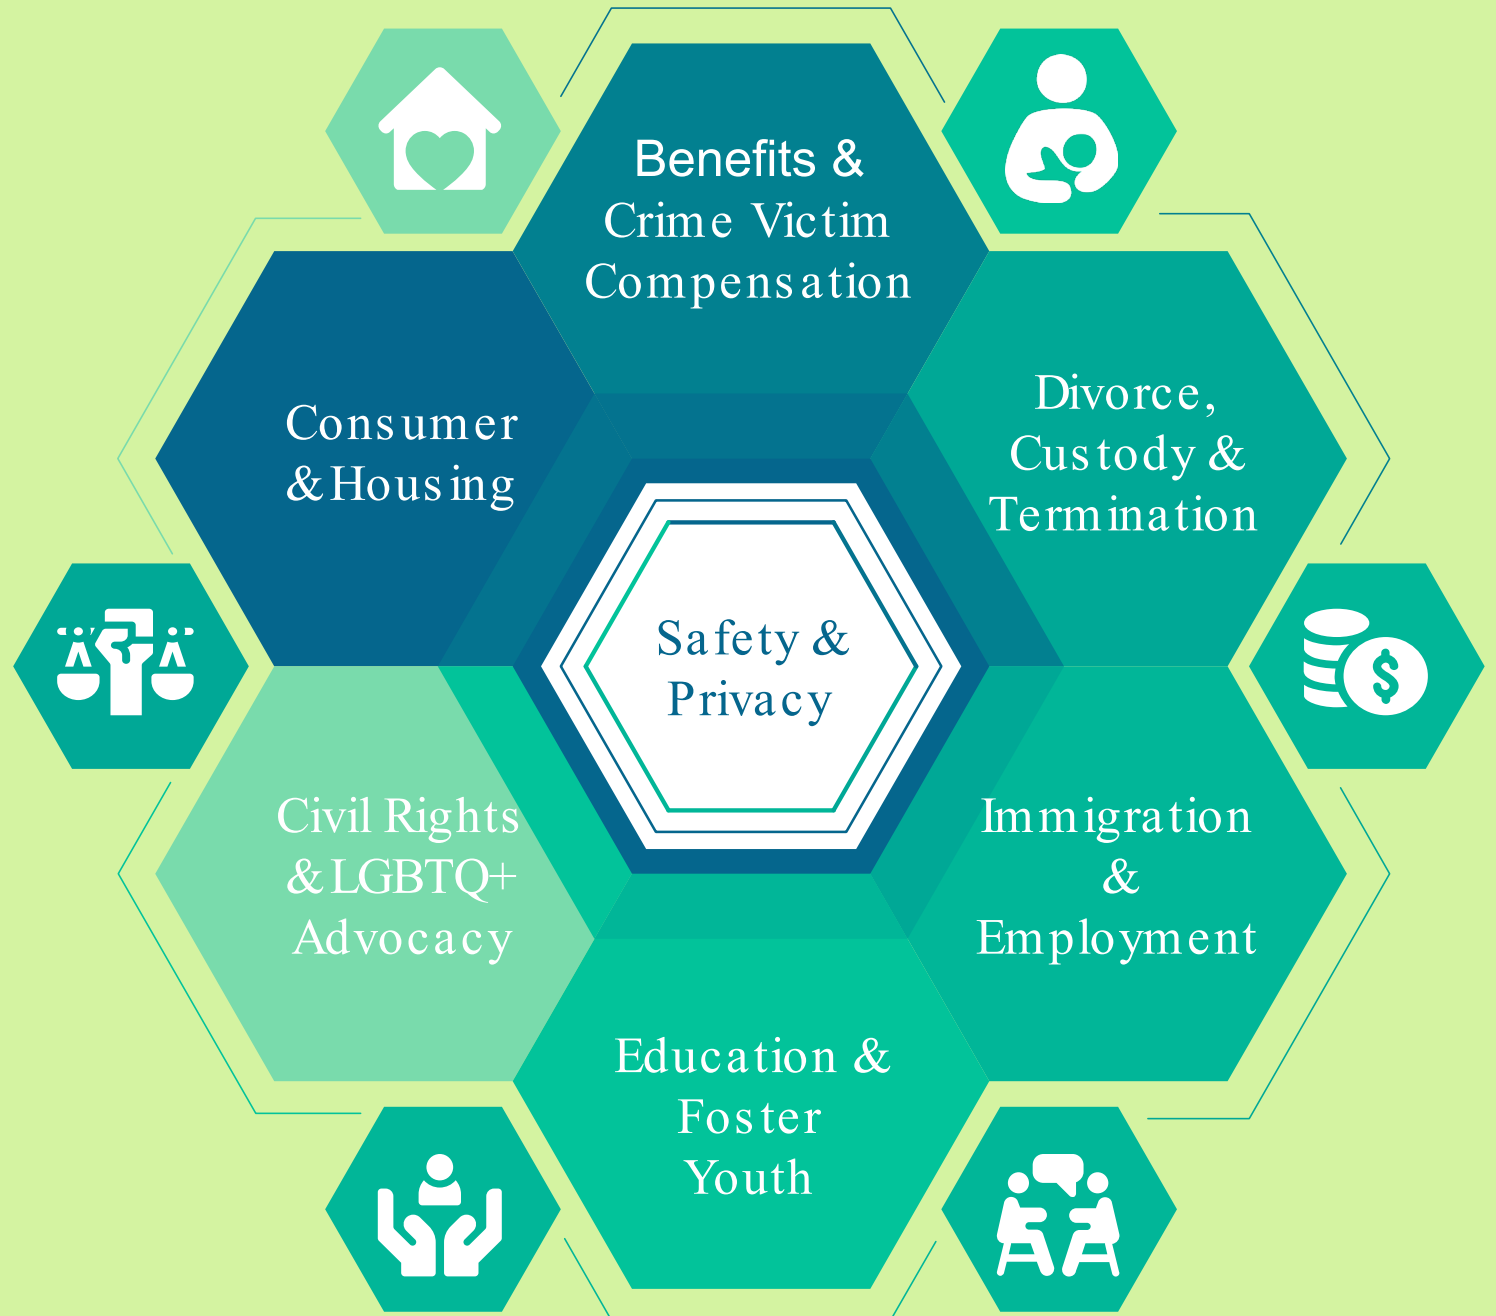 Benefits &
Crime Victim
Compensation
Consumer
& Housing
Divorce,
Custody &
Termination
Safety &
Privacy
$
Civil Rights
& LGBTQ+
Advocacy
Immigration
&
Employment
Education &
Foster
Youth